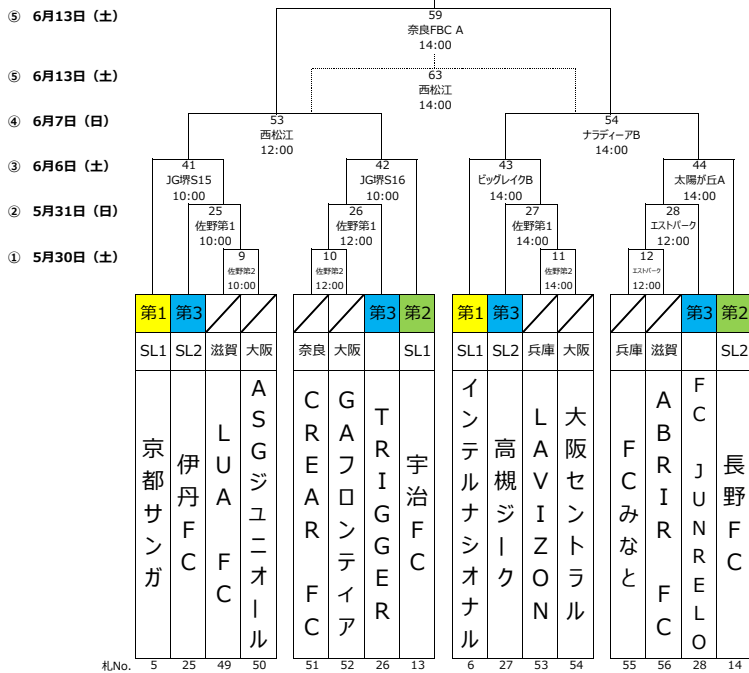 59
⑤ 6月13日（土）
奈良FBC A
14:00
⑤ 6月13日（土）
63
西松江
14:00
④ 6月7日（日）
53
西松江
12:00
54
ナラディーアB
14:00
③ 6月6日（土）
41
JG堺S15
10:00
42
JG堺S16
10:00
43
ビッグレイクB
14:00
44
太陽が丘A
14:00
② 5月31日（日）
25
佐野第1
10:00
26
佐野第1
12:00
27
佐野第1
14:00
28
エストパーク
12:00
① 5月30日（土）
9
佐野第2
10:00
10
佐野第2
12:00
11
佐野第2
14:00
12
エストパーク
12:00
第1 第3 第3 第2 第1 第3 第3 第2
SL1 SL2 滋賀 大阪 奈良 大阪 SL1 SL1 SL2 兵庫 大阪 兵庫 滋賀 SL2
京都サンガ
伊丹FC
LUA FC
ASGジュニオール
CREAR FC
GAフロンティア
TRIGGER
宇治FC
インテルナシオナル
高槻ジーク
LAVIZON
大阪セントラル
FCみなと
ABRIR FC
FC JUNRELO
長野FC
札No. 5 25 49 50 51 52 26 13 6 27 53 54 55 56 28 14